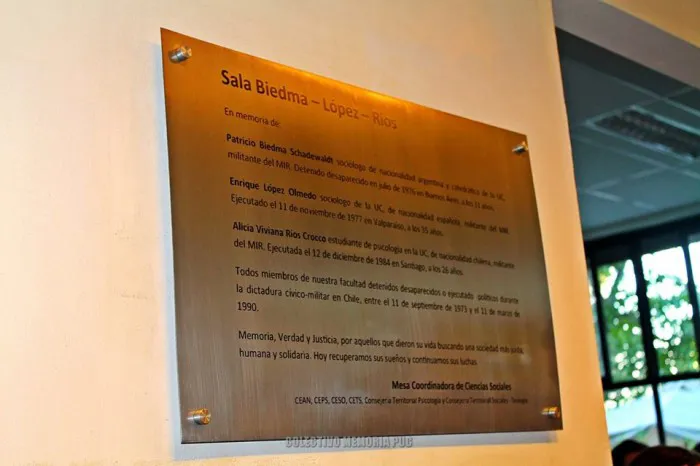 Sala Biedma – López – Ríos
En memoria de:
Patricio Biedma Schadewaldt sociólogo de nacionalidad argentina y catedrático de la UC,
militante del MIR. Detenido desaparecido en julio de 1976 en Buenos Aires, a los 31 años.
Enrique López Olmedo sociologo de la UC, de nacionalidad española, militante del MIR.
Ejecutado el 11 de noviembre de 1977 en Valparaíso, a los 35 años.
Alicia Viviana Rios Crocco estudiante de psicología en la UC, de nacionalidad chilena, militante
del MIR. Ejecutada el 12 de diciembre de 1984 en Santiago, a los 26 años.
Todos miembros de nuestra facultad detenidos desaparecidos o ejecutado políticos durante
la dictadura cívico-militar en Chile, entre el 11 de septiembre de 1973 y el 11 de marzo de
1990.
Memoria, Verdad y Justicia, por aquellos que dieron su vida buscando una sociedad más justa,
humana y solidaria. Hoy recuperamos sus sueños y continuamos sus luchas.
Mesa Coordinadora de Ciencias Sociales
CEAN, CEPS, CESO, CETS, Consejería Territorial Psicología y Consejería Territorial Sociales - Teología
COLECTIVO MEMORIA PUC